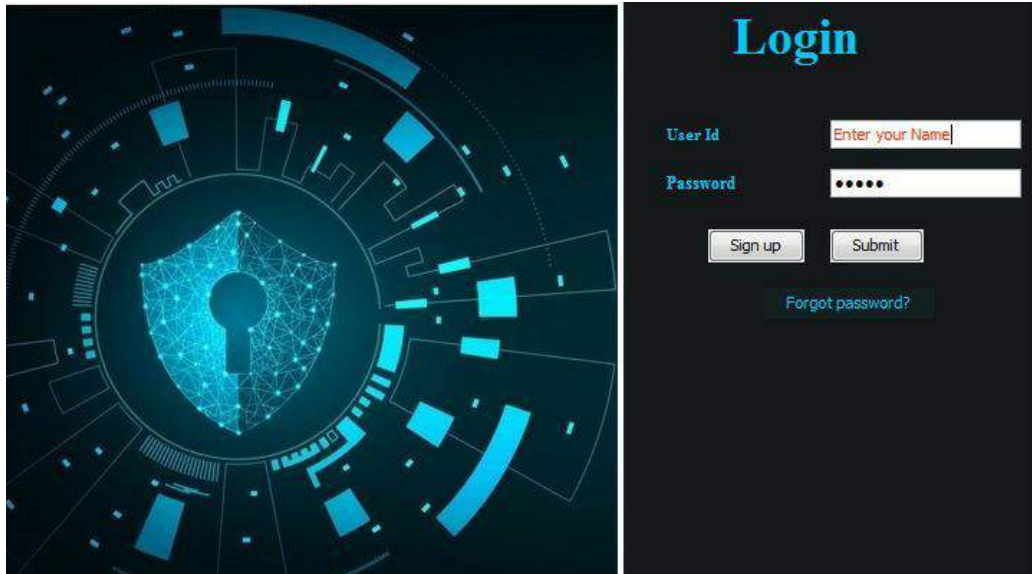 Login
User Id
Enter your Name
Password
●●●●●
Sign up
Submit
Forgot password?